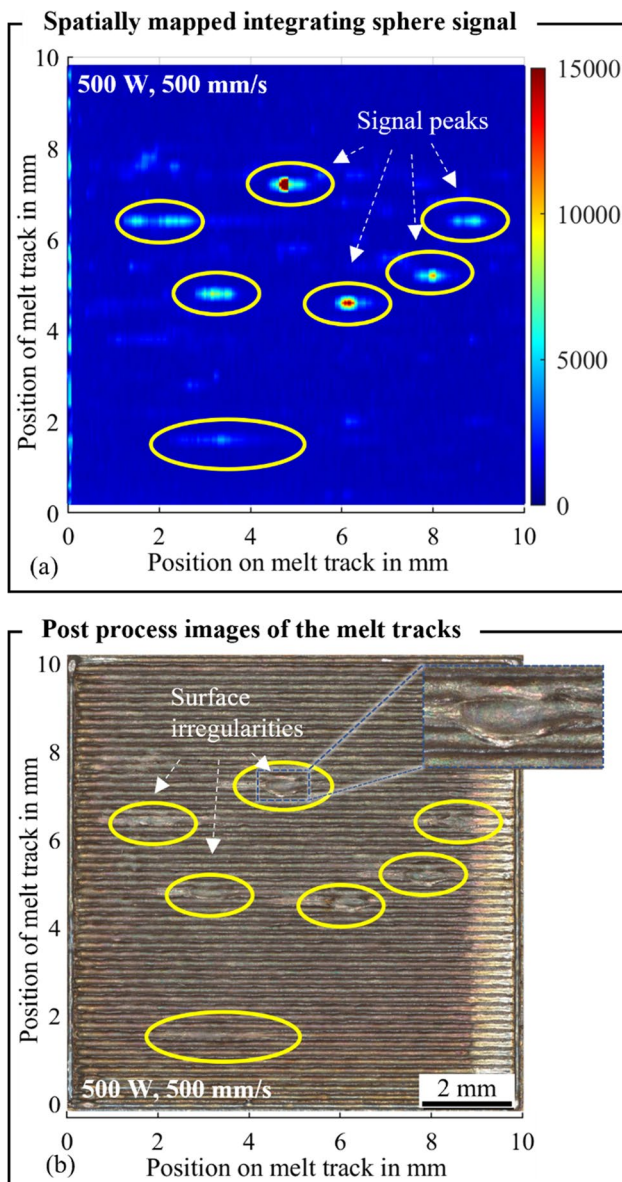 Spatially mapped integrating sphere signal
10
500 W, 500 mm/s
15000
Signal peaks
8
10000
6
4
5000
2
0
0
0 2 4 6 8 10
Position of melt track in mm
Position on melt track in mm
(a)
Post process images of the melt tracks
10
Surface
irregularities
8
6
4
2
0
500 W, 500 mm/s
2 mm
0 2 4 6 8 10
Position of melt track in mm
Position on melt track in mm
(b)